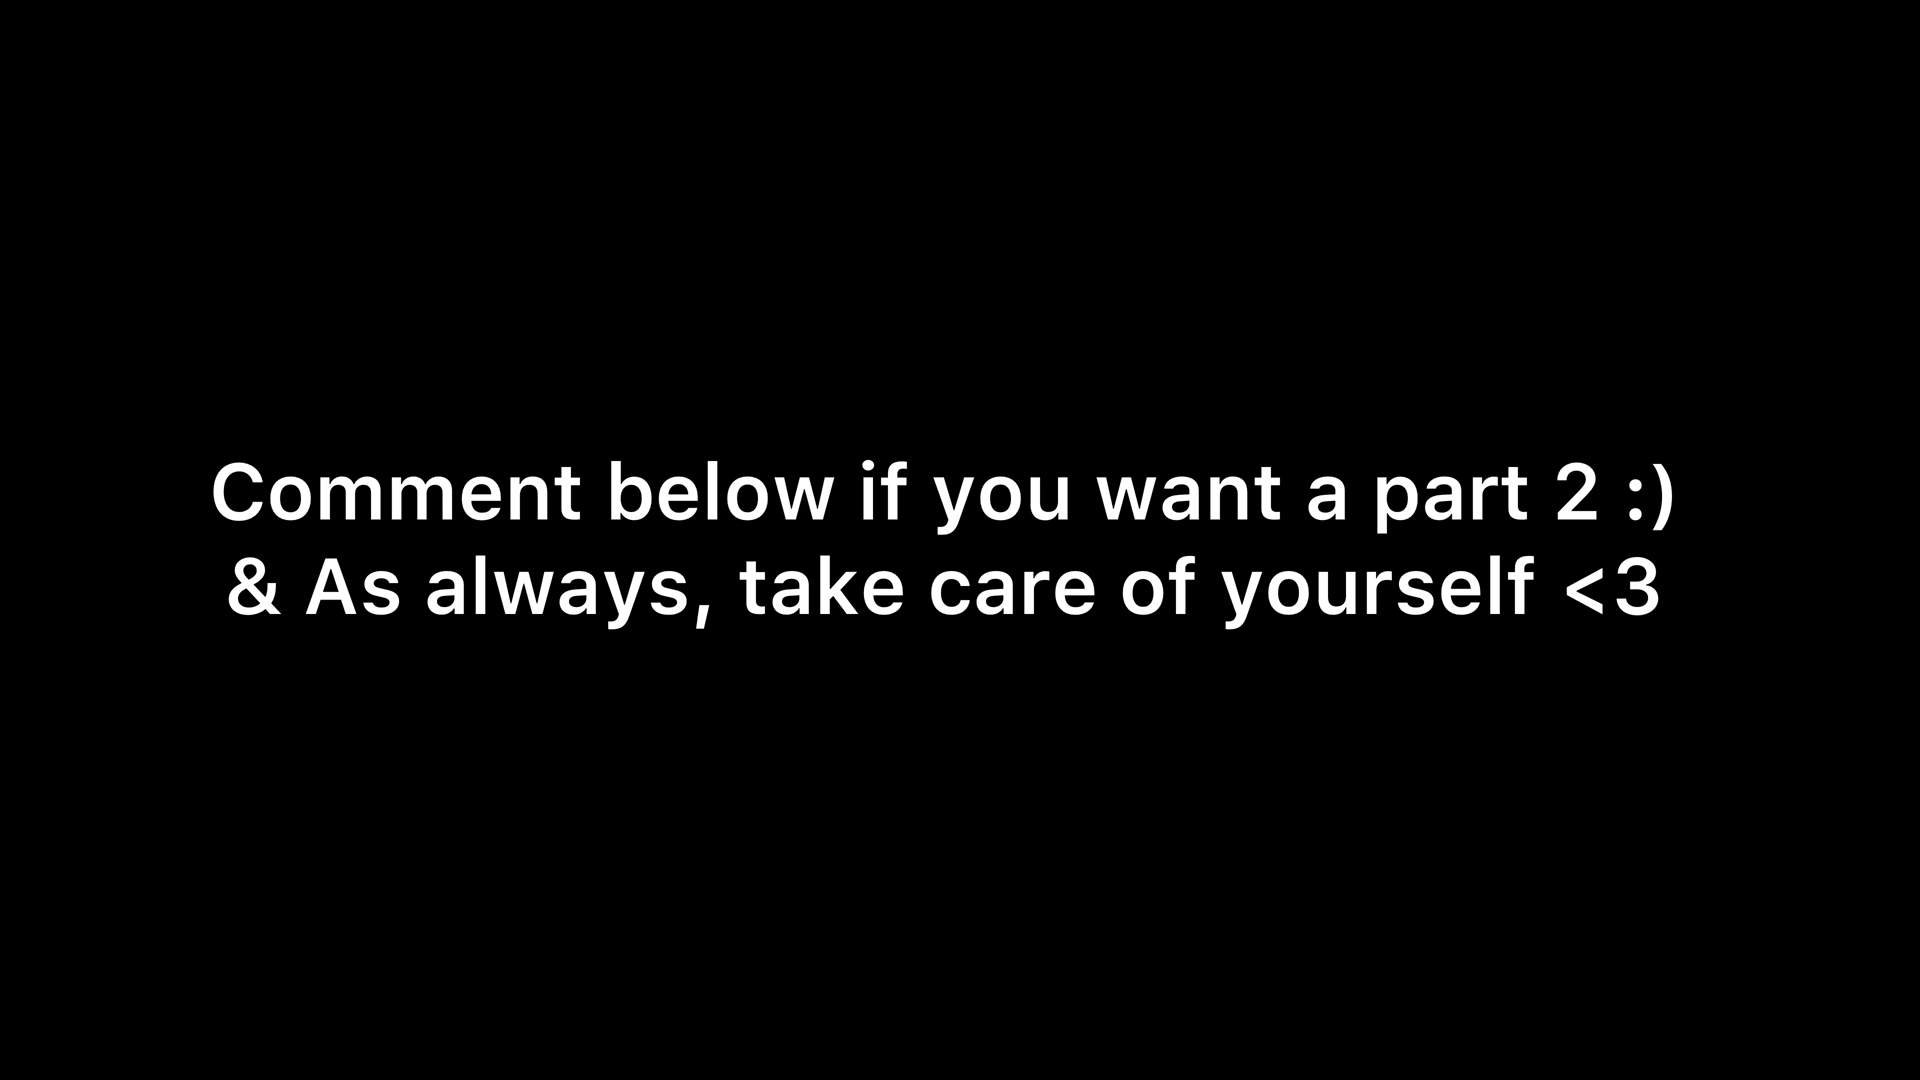 Comment below if you want a part 2 :)
& As always, take care of yourself <3